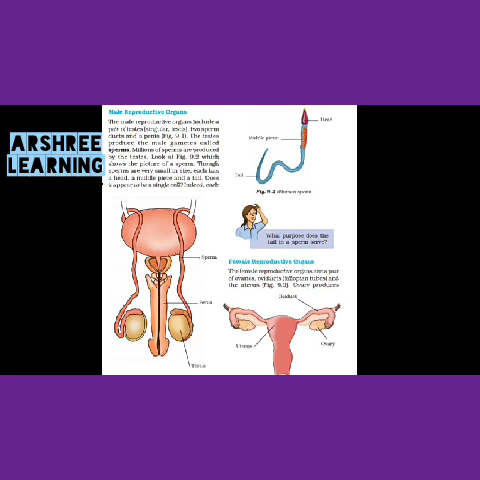 ARSHREE
LEARNING
Male Reproductive Organs
The male reproductive organs include a
pair of testes (singular, testis), two sperm
ducts and a penis (Fig. 9.1). The testes
produce the male gametes called
sperms. Millions of sperms are produced
by the testes. Look at Fig. 9.2 which
shows the picture of a sperm. Though
sperms are very small in size, each has
a head, a middle piece and a tail. Does
it appear to be a single cell? Indeed, each
Sperm
Penis
Testis
Head
Middle piece
Tail
Fig. 9.2 : Human sperm
What purpose does the
tail in a sperm serve?
Female Reproductive Organs
The female reproductive organs are a pair
of ovaries, oviducts (fallopian tubes) and
the uterus (Fig. 9.3). Ovary produces
Oviduct
Uterus
Ovary